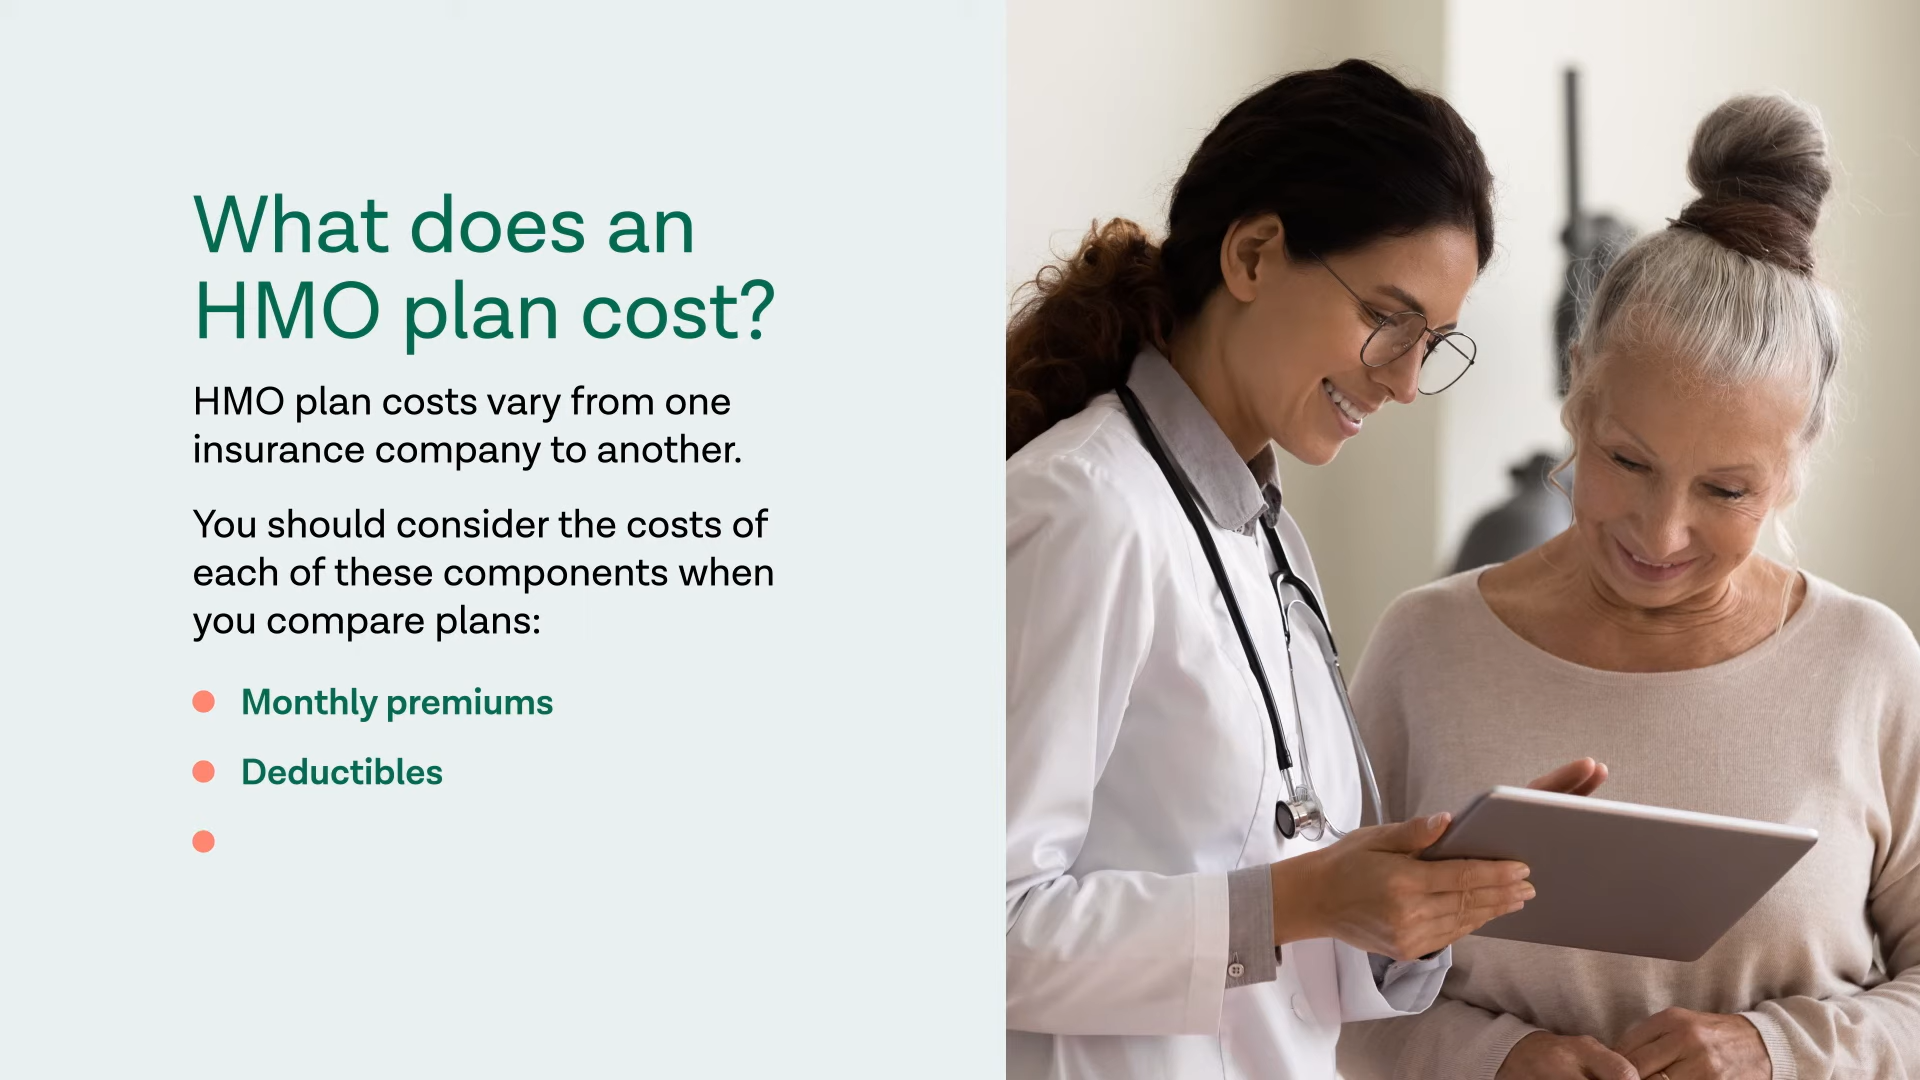 What does an
HMO plan cost?
HMO plan costs vary from one
insurance company to another.
You should consider the costs of
each of these components when
you compare plans:
Monthly premiums
Deductibles